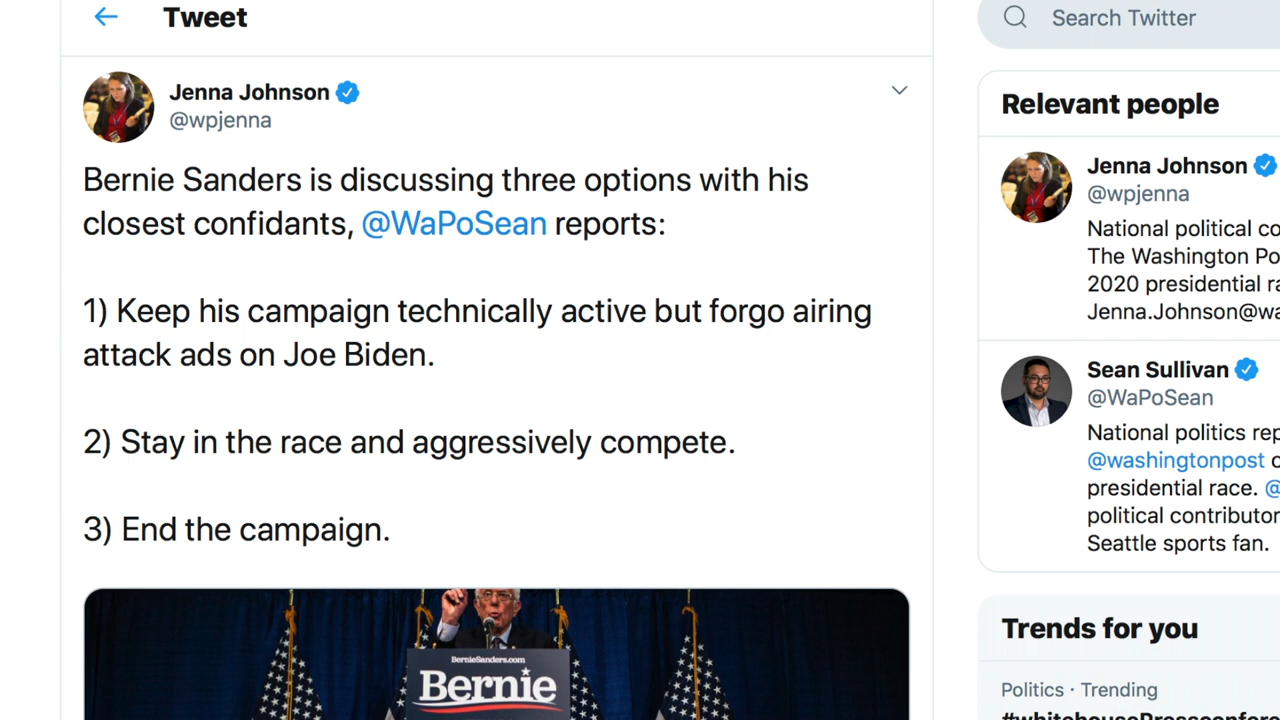 Tweet
Jenna Johnson
@wpjenna
Bernie Sanders is discussing three options with his
closest confidants, @WaPoSean reports:
1) Keep his campaign technically active but forgo airing
attack ads on Joe Biden.
2) Stay in the race and aggressively compete.
3) End the campaign.
BernieSanders.com
Bernie
Search Twitter
Relevant people
Jenna Johnson
@wpjenna
National political co
The Washington Po
2020 presidential ra
Jenna.Johnson@wa
Sean Sullivan
@WaPoSean
National politics rep
@washingtonpost
presidential race. @
political contributor
Seattle sports fan.
Trends for you
Politics · Trending